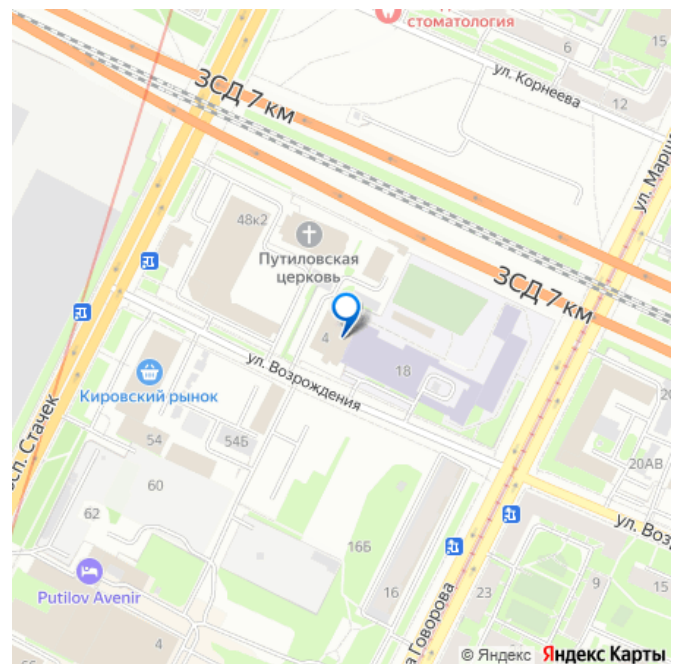 стоматология
6
15
ул. Корнеева
12
ЗСД 7 км
ул. Марш
48к2
Путиловская
церковь
ЗСД 7 км
4
18
ул. Возрождения
Кировский рынок
54
54Б
осп. Стачек
60
62
20АВ
ул. Воз
16Б
Putilov Avenir
16
23
9
15
4
а Говорова
© Яндекс Яндекс Карты